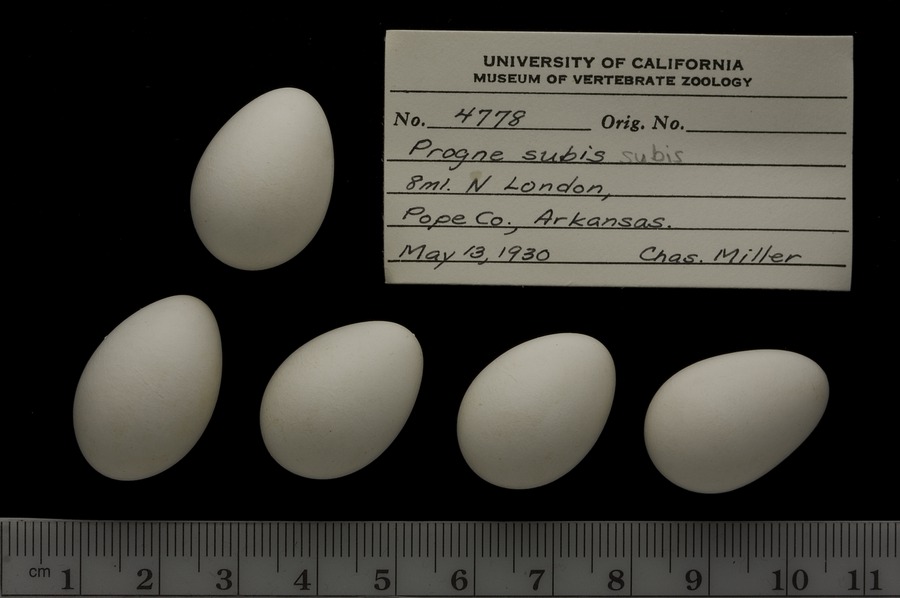 UNIVERSITY OF CALIFORNIA
MUSEUM OF VERTEBRATE ZOOLOGY
No. 4778 Orig. No.
Progne subis subis
8mi. N London,
Pope Co., Arkansas.
May 13, 1930 Chas. Miller
cm 1 2 3 4 5 6 7 8 9 10 11